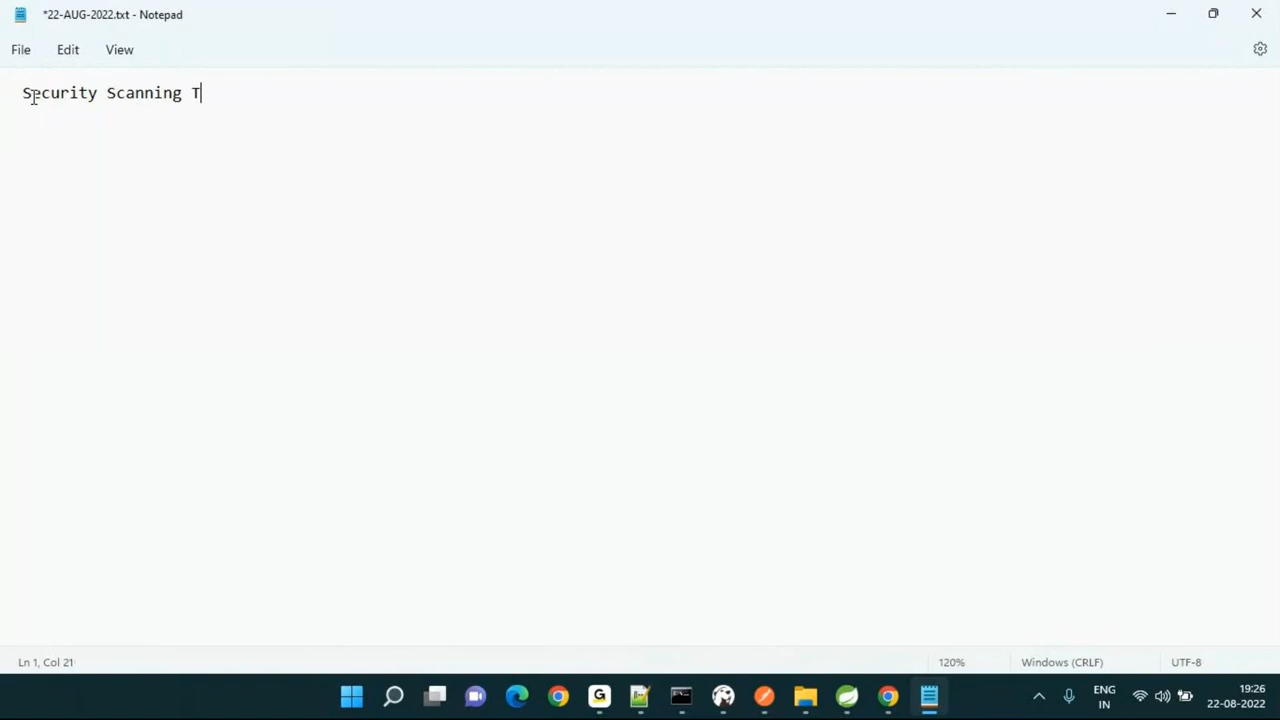 *22-AUG-2022.txt - Notepad
File Edit View
Security Scanning T
Ln 1, Col 21 120% Windows (CRLF) UTF-8
G
ENG 19:26
IN 22-08-2022